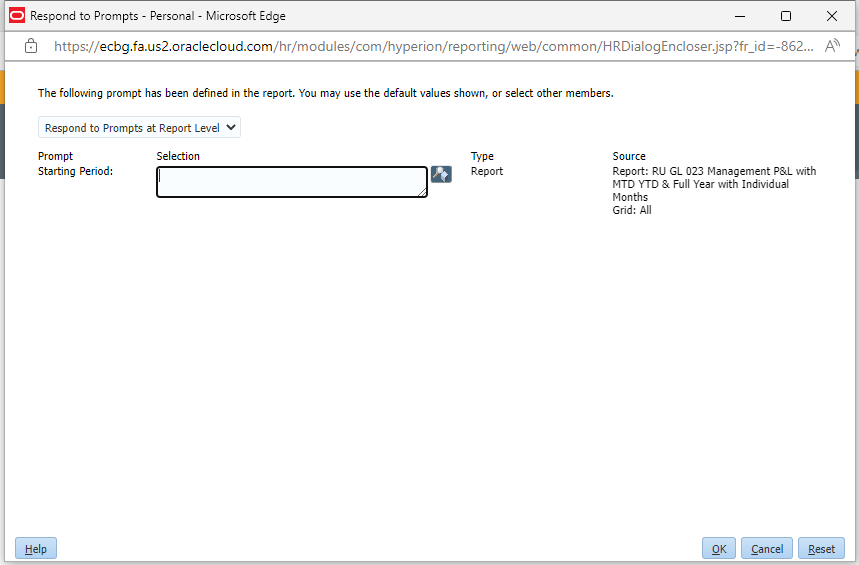 Respond to Prompts - Personal - Microsoft Edge
https://ecbg.fa.us2.oraclecloud.com/hr/modules/com/hyperion/reporting/web/common/HRDialogEncloser.jsp?fr_id=-862...
The following prompt has been defined in the report. You may use the default values shown, or select other members.
Respond to Prompts at Report Level
Prompt Selection Type Source
Starting Period: Report Report: RU GL 023 Management P&L with
MTD YTD & Full Year with Individual
Months
Grid: All
Help OK Cancel Reset